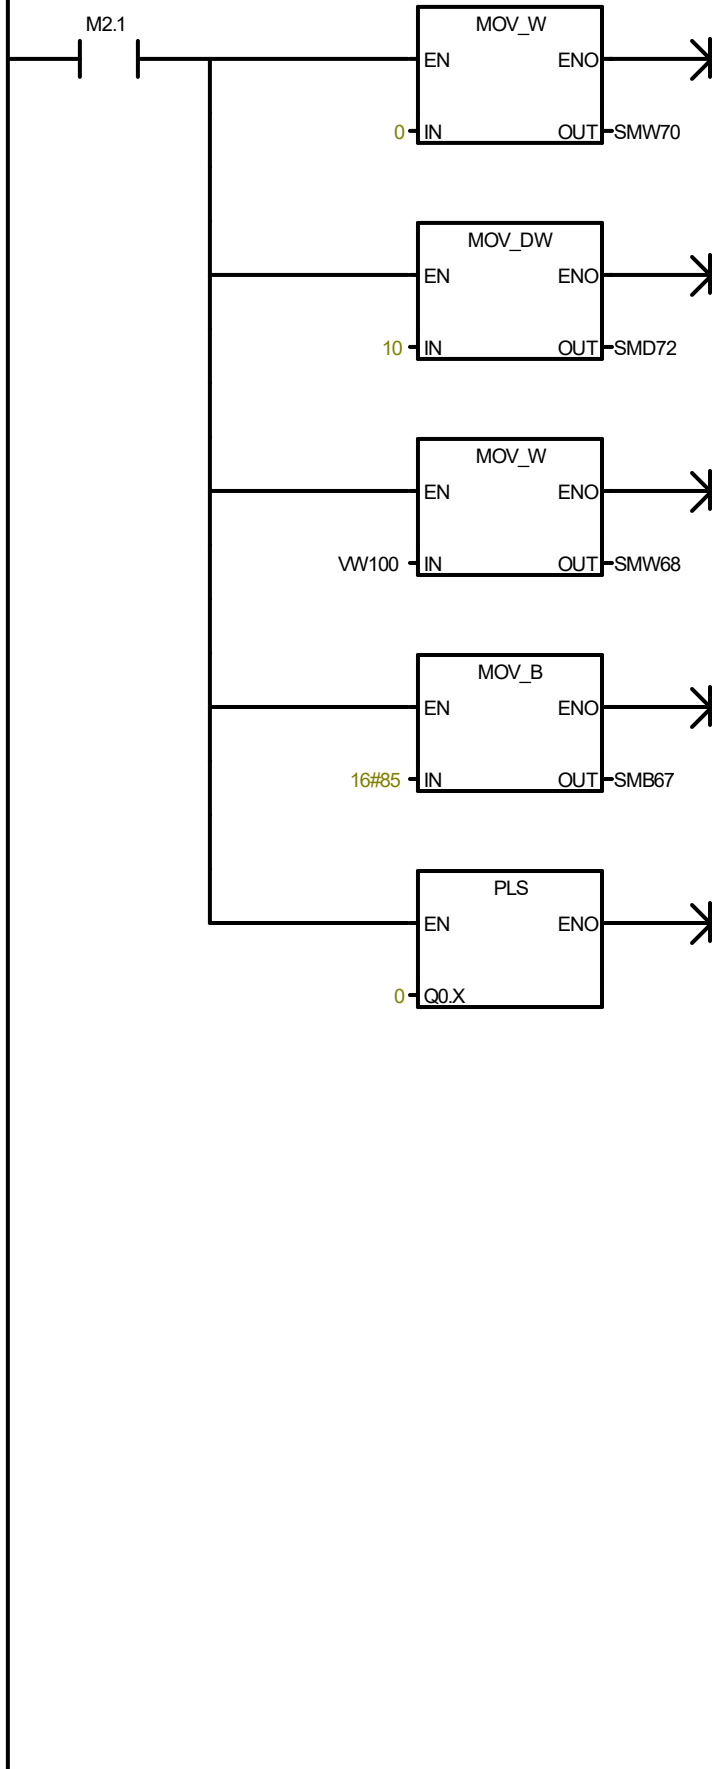 M2.1
MOV_W
EN ENO
0 IN OUT SMW70
MOV_DW
EN ENO
10 IN OUT SMD72
MOV_W
EN ENO
VW100 IN OUT SMW68
MOV_B
EN ENO
16#85 IN OUT SMB67
PLS
EN ENO
0 Q0.X